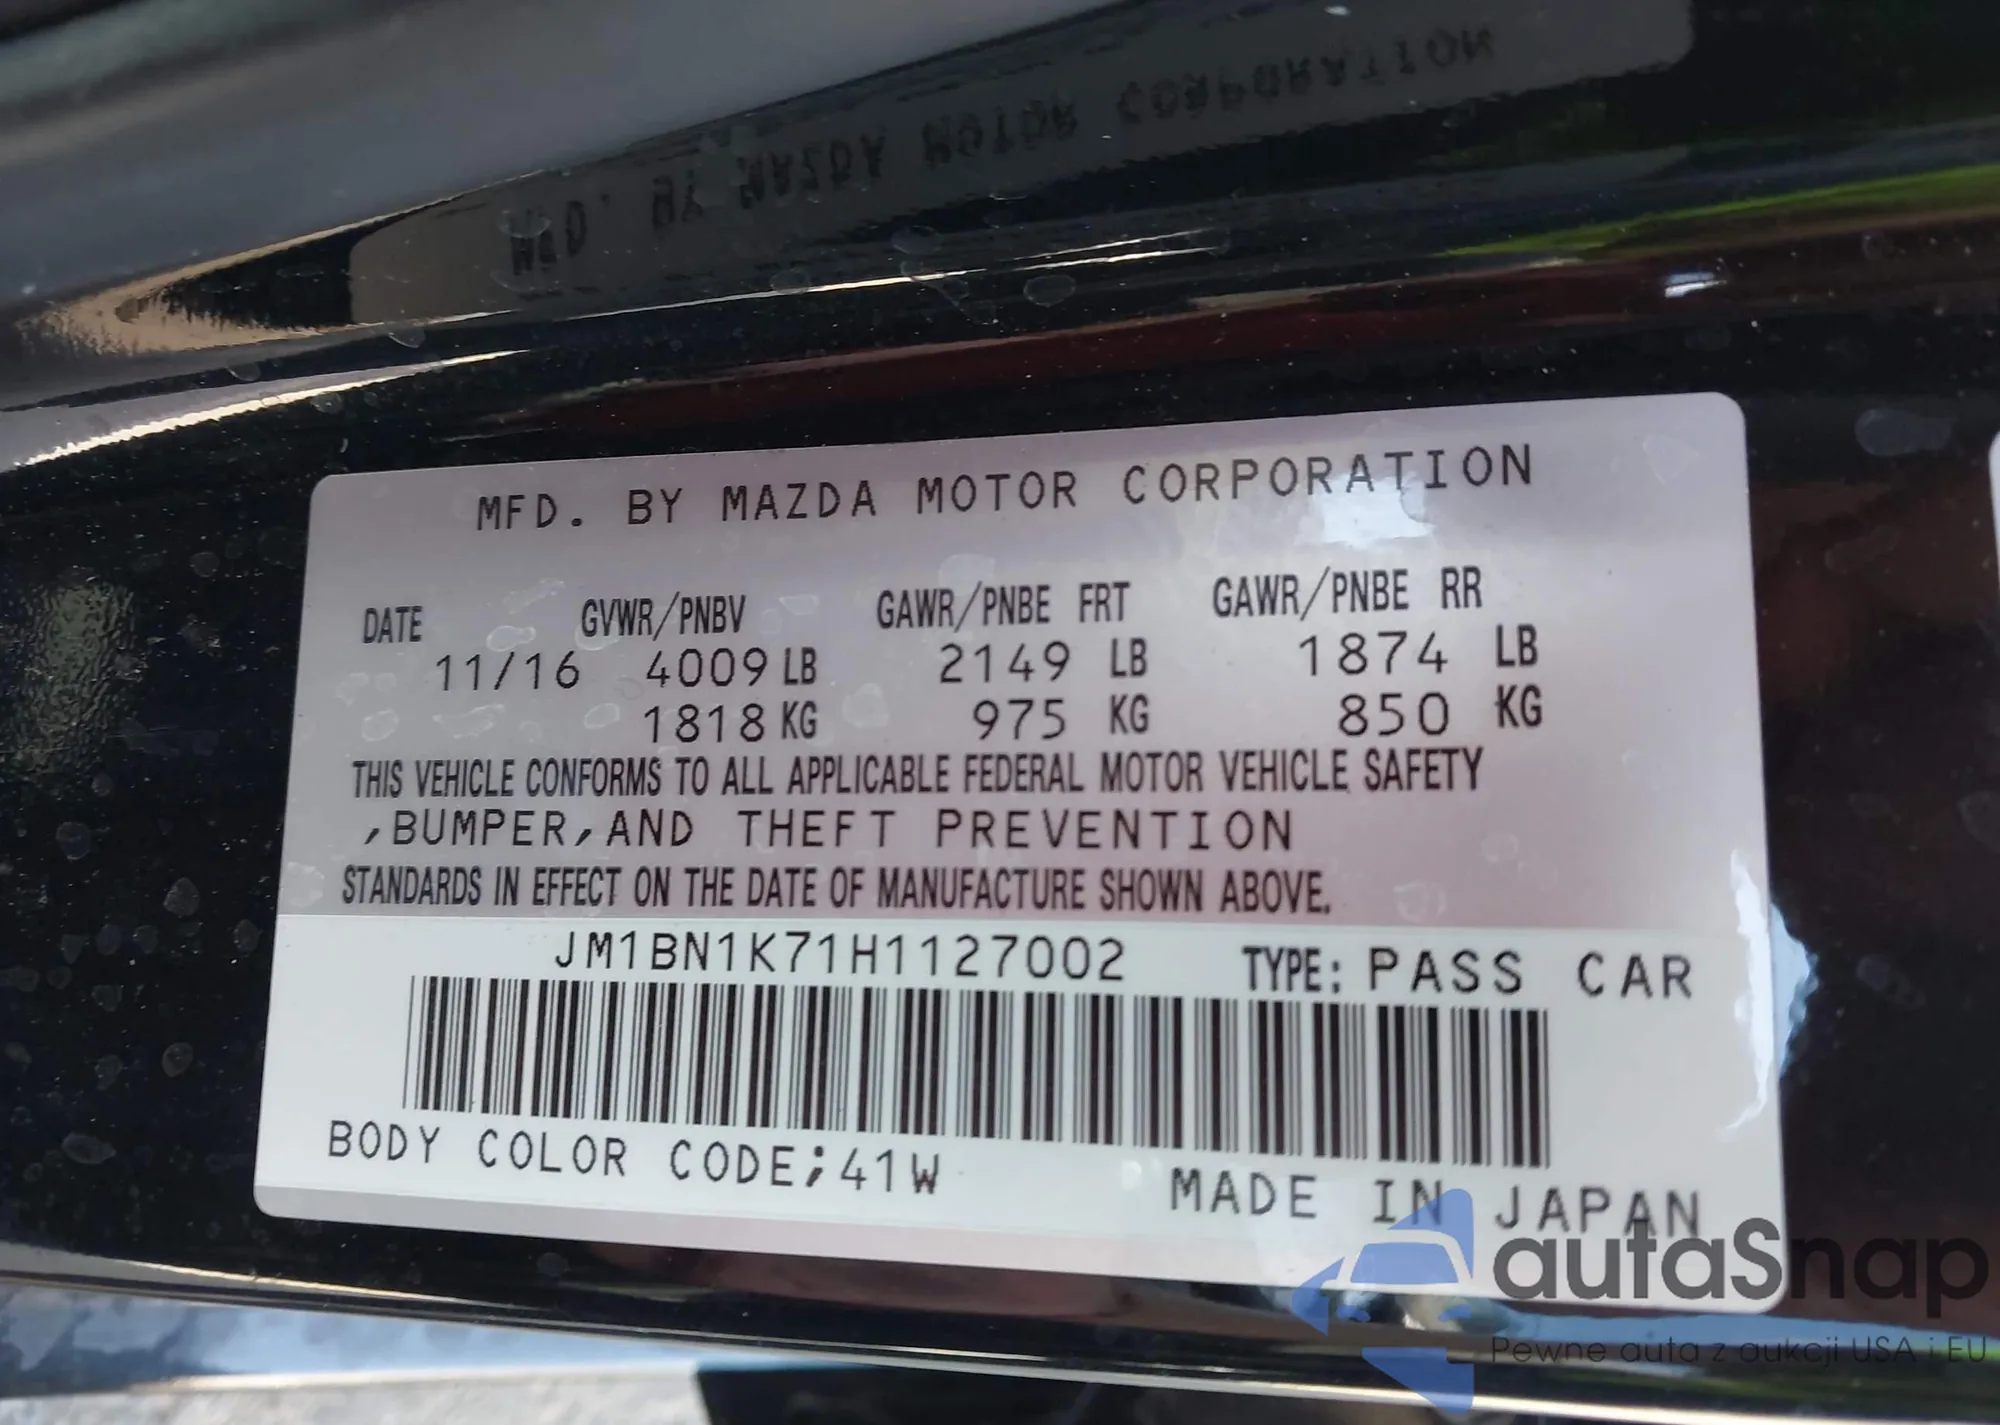 MFD. BY MAZDA MOTOR CORPORATION
MFD. BY MAZDA MOTOR CORPORATION
DATE GVWR/PNBV GAWR/PNBE FRT GAWR/PNBE RR
11/16 4009 LB 2149 LB 1874 LB
1818 KG 975 KG 850 KG
THIS VEHICLE CONFORMS TO ALL APPLICABLE FEDERAL MOTOR VEHICLE SAFETY
,BUMPER,AND THEFT PREVENTION
STANDARDS IN EFFECT ON THE DATE OF MANUFACTURE SHOWN ABOVE.
JM1BN1K71H1127002 TYPE: PASS CAR
BODY COLOR CODE;41W MADE IN JAPAN
autaSnap
Pewne auta z aukcji USA i EU